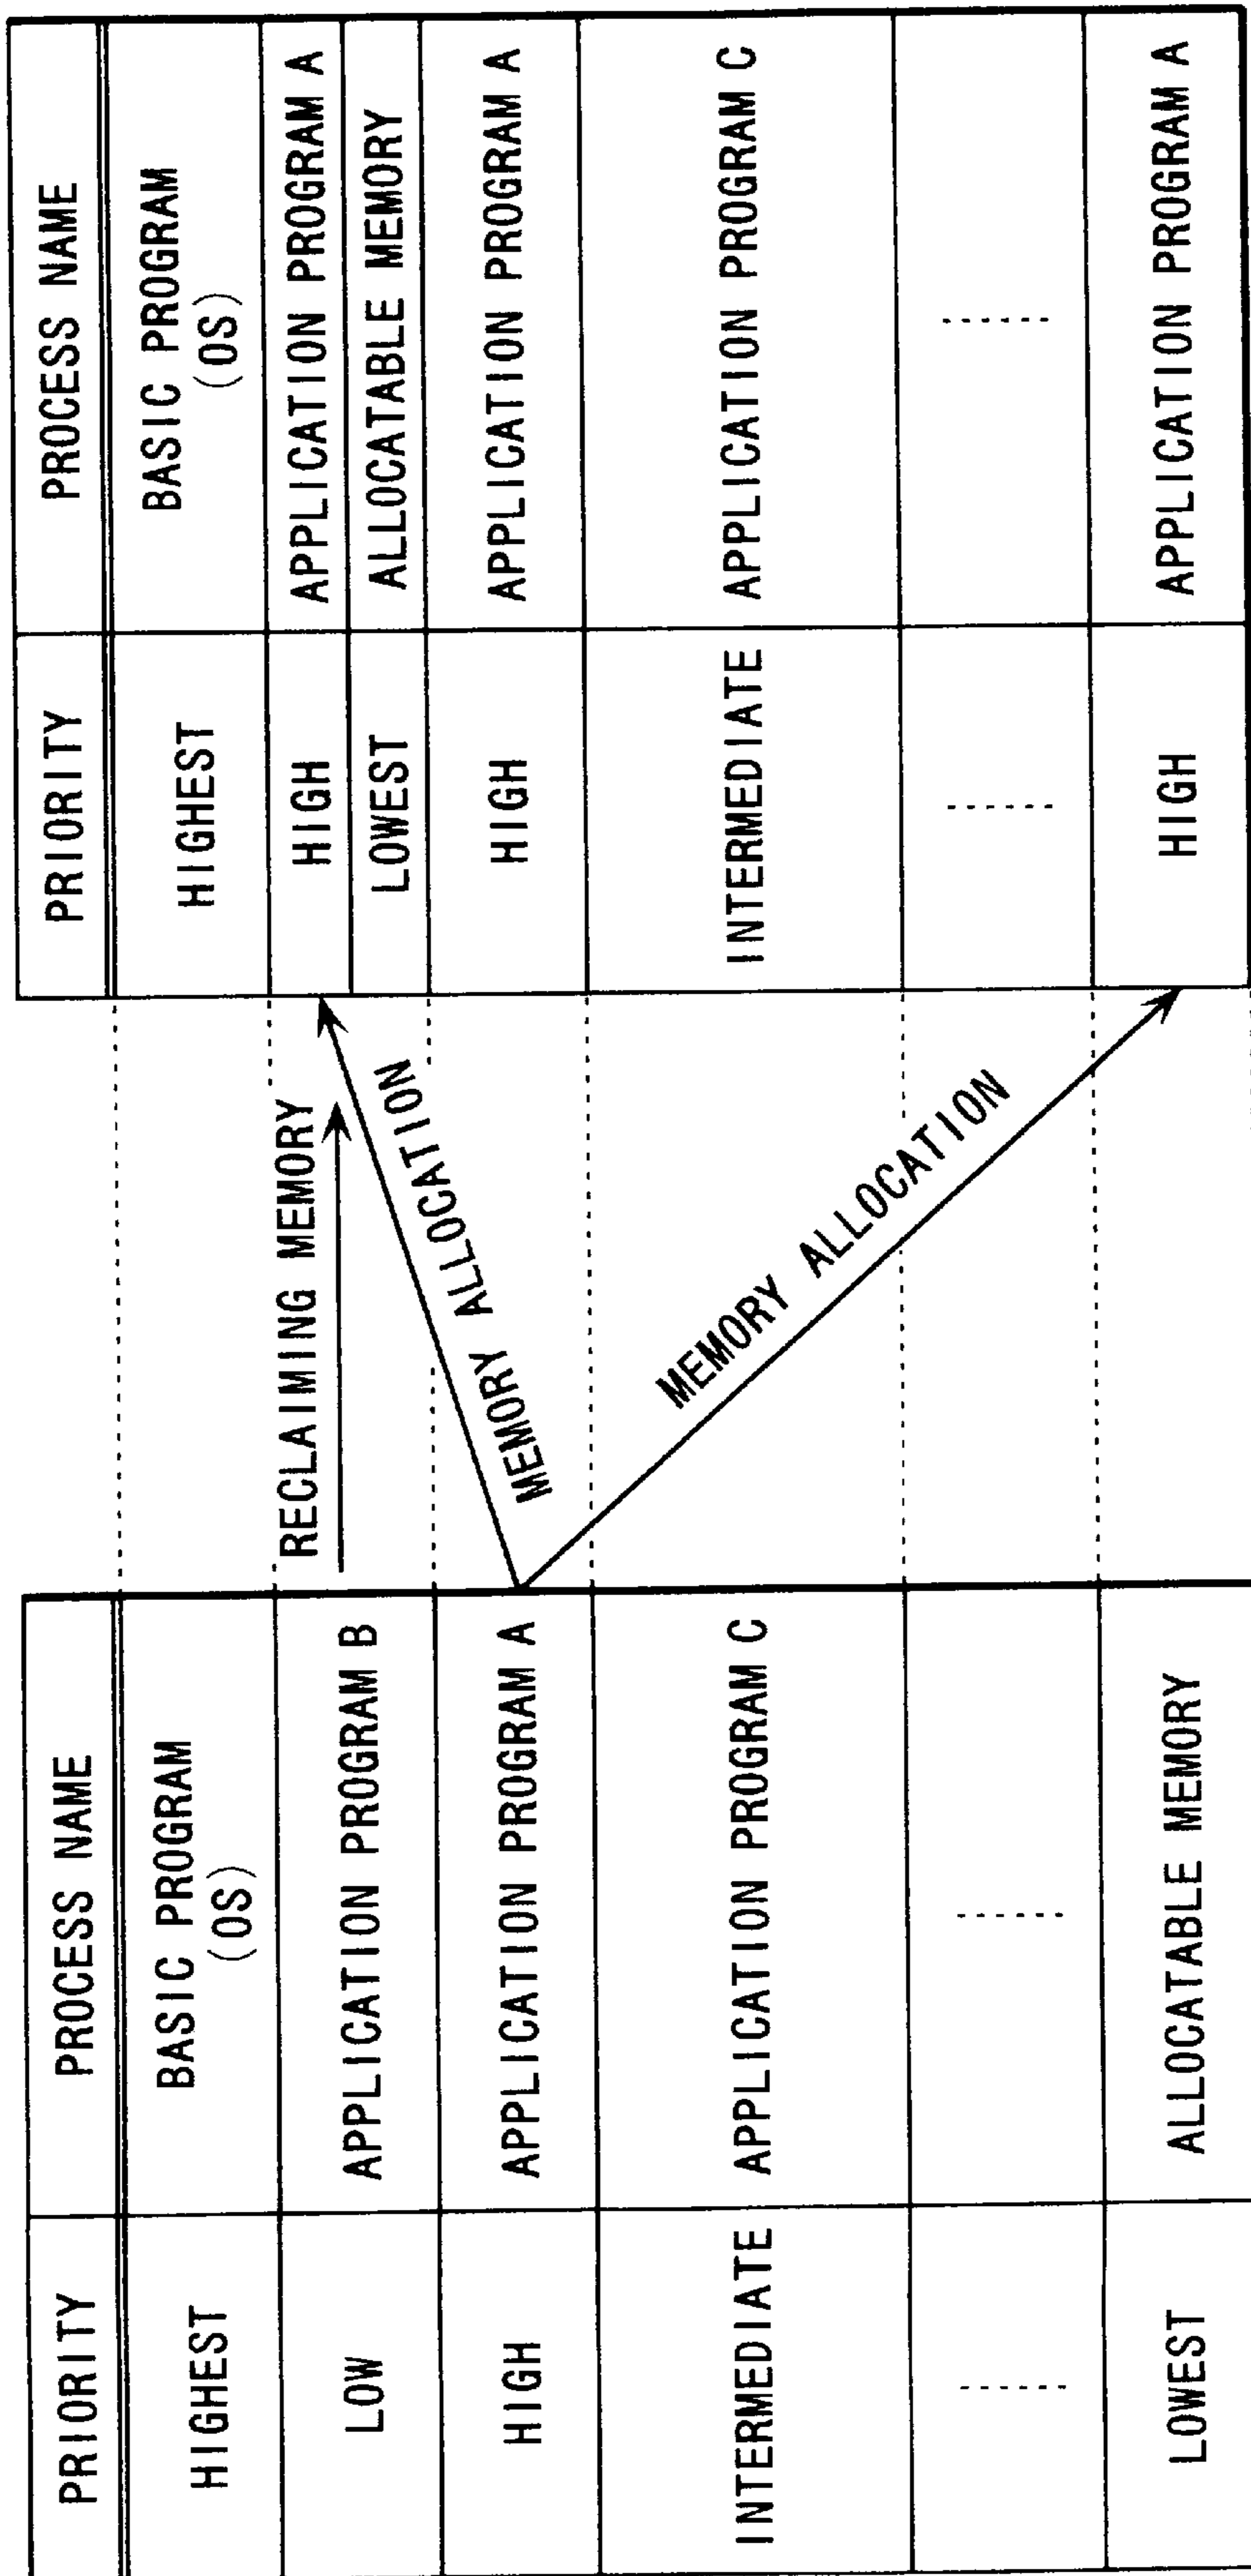 PRIORITY PROCESS NAME
HIGHEST BASIC PROGRAM
(OS)
LOW APPLICATION PROGRAM B
HIGH APPLICATION PROGRAM A
INTERMEDIATE APPLICATION PROGRAM C
LOWEST ALLOCATABLE MEMORY
RECLAIMING MEMORY
MEMORY ALLOCATION
MEMORY ALLOCATION
PRIORITY PROCESS NAME
HIGHEST BASIC PROGRAM
(OS)
HIGH APPLICATION PROGRAM A
LOWEST ALLOCATABLE MEMORY
HIGH APPLICATION PROGRAM A
INTERMEDIATE APPLICATION PROGRAM C
HIGH APPLICATION PROGRAM A